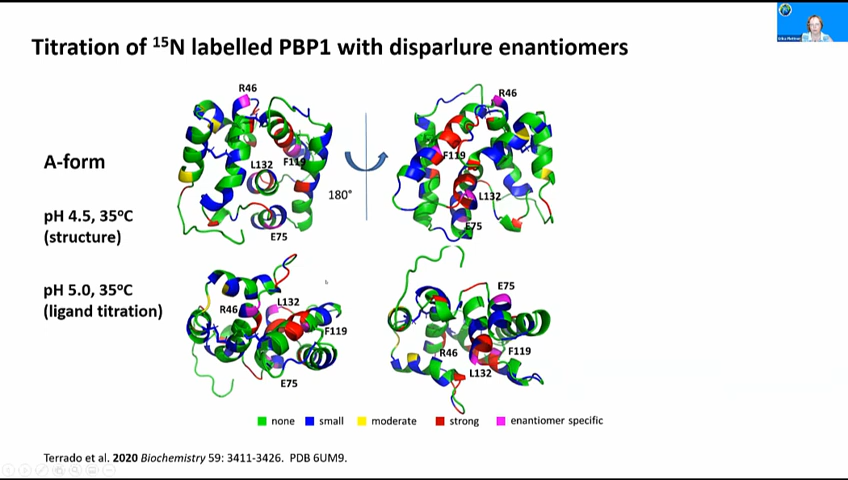 Titration of ¹⁵N labelled PBP1 with disparlure enantiomers
A-form
pH 4.5, 35°C
(structure)
pH 5.0, 35°C
(ligand titration)
R46
L132
F119
E75
180°
R46
F119
L132
E75
R46
L132
F119
E75
E75
R46
F119
L132
none
small
moderate
strong
enantiomer specific
Terrado et al. 2020 Biochemistry 59: 3411-3426. PDB 6UM9.